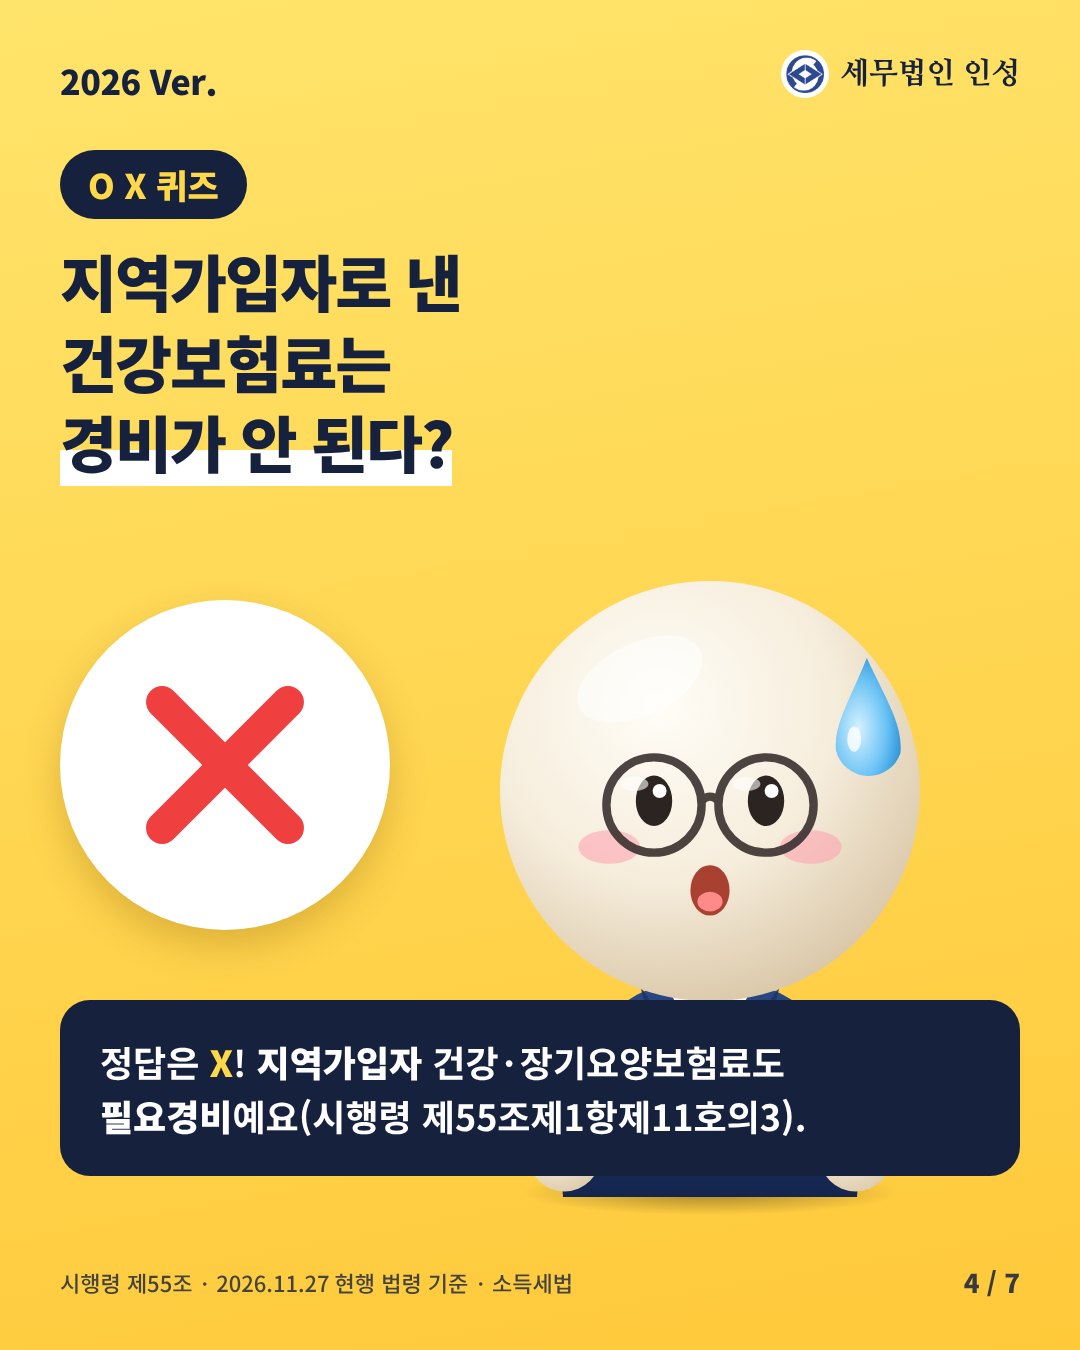 2026 Ver.
세무법인 인성
O X 퀴즈
지역가입자로 낸
건강보험료는
경비가 안 된다?
정답은 X! 지역가입자 건강·장기요양보험료도
필요경비예요(시행령 제55조제1항제11호의3).
시행령 제55조 · 2026.11.27 현행 법령 기준 · 소득세법
4 / 7